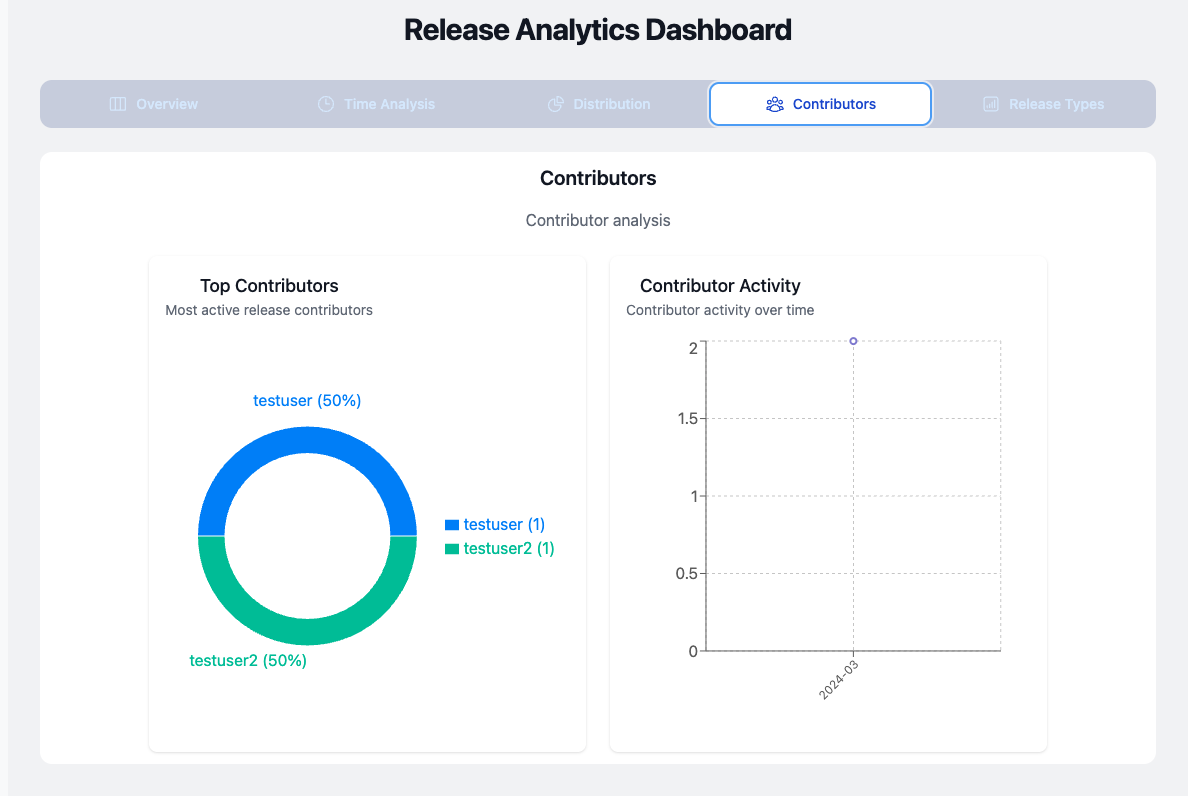 Release Analytics Dashboard
Overview
Time Analysis
Distribution
Contributors
Release Types
Contributors
Contributor analysis
Top Contributors
Most active release contributors
testuser (50%)
testuser (1)
testuser2 (1)
testuser2 (50%)
Contributor Activity
Contributor activity over time
2
1.5
1
0.5
0
2024-03